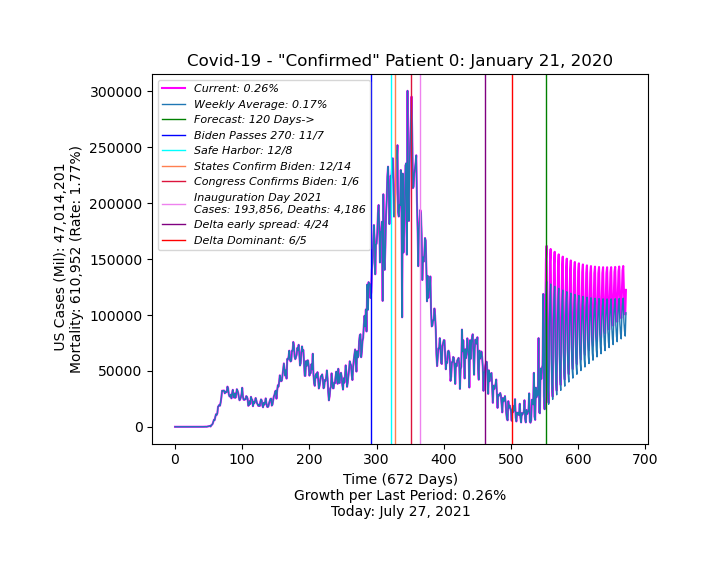 Covid-19 - "Confirmed" Patient 0: January 21, 2020
US Cases (Mil): 47,014,201
Mortality: 610,952 (Rate: 1.77%)
300000
250000
200000
150000
100000
50000
0
Current: 0.26%
Weekly Average: 0.17%
Forecast: 120 Days->
Biden Passes 270: 11/7
Safe Harbor: 12/8
States Confirm Biden: 12/14
Congress Confirms Biden: 1/6
Inauguration Day 2021
Cases: 193,856, Deaths: 4,186
Delta early spread: 4/24
Delta Dominant: 6/5
0 100 200 300 400 500 600 700
Time (672 Days)
Growth per Last Period: 0.26%
Today: July 27, 2021